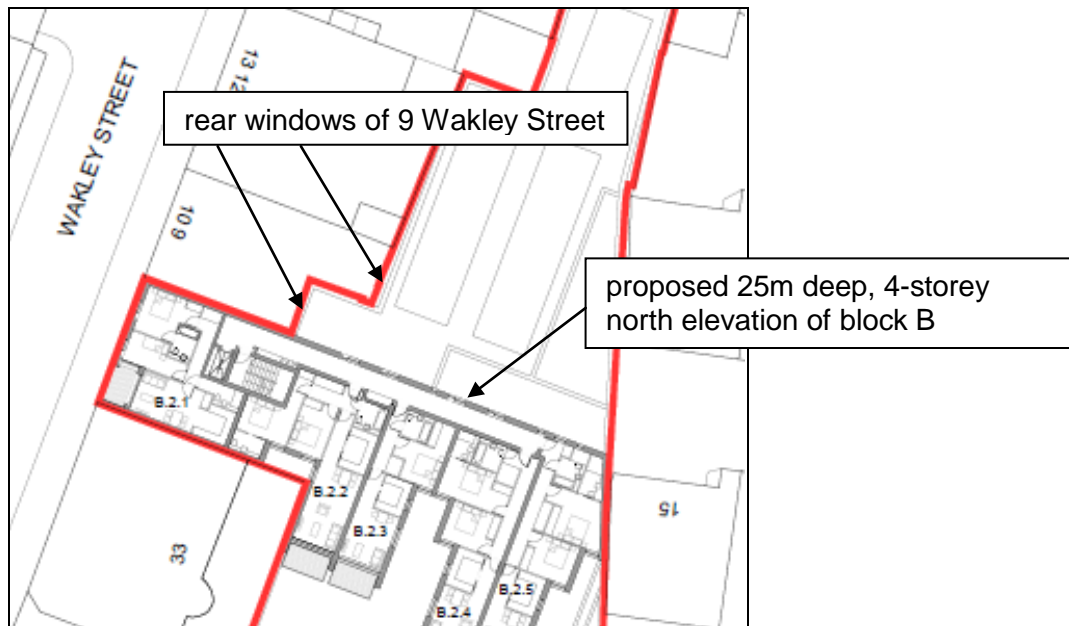 WAKLEY STREET
13 12
rear windows of 9 Wakley Street
10 9
proposed 25m deep, 4-storey
north elevation of block B
B.2.1
B.2.2
B.2.3
B.2.4
B.2.5
15
33